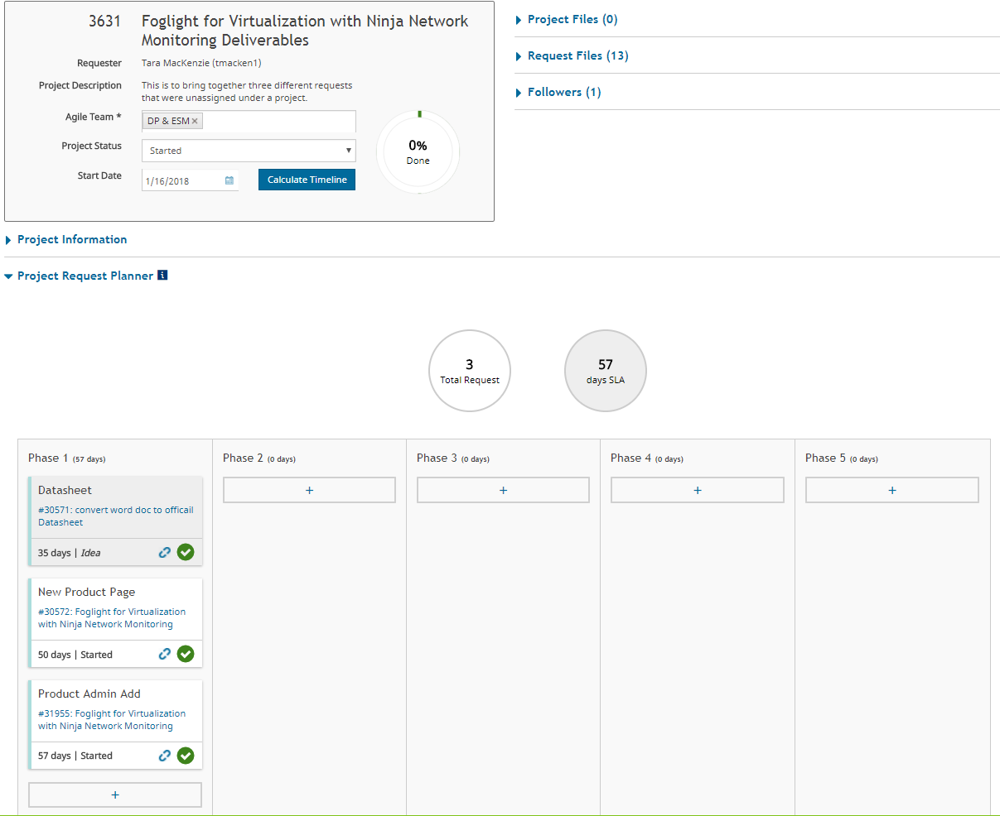 3631 Foglight for Virtualization with Ninja Network
Monitoring Deliverables
Requester Tara MacKenzie (tmacken1)
Project Description This is to bring together three different requests
that were unassigned under a project.
Agile Team * DP & ESM ×
Project Status Started
Start Date 1/16/2018 Calculate Timeline
0%
Done
Project Files (0)
Request Files (13)
Followers (1)
Project Information
Project Request Planner i
3
Total Request
57
days SLA
Phase 1 (57 days)
Datasheet
#30571: convert word doc to officail
Datasheet
35 days | Idea
New Product Page
#30572: Foglight for Virtualization
with Ninja Network Monitoring
50 days | Started
Product Admin Add
#31955: Foglight for Virtualization
with Ninja Network Monitoring
57 days | Started
+
Phase 2 (0 days)
+
Phase 3 (0 days)
+
Phase 4 (0 days)
+
Phase 5 (0 days)
+